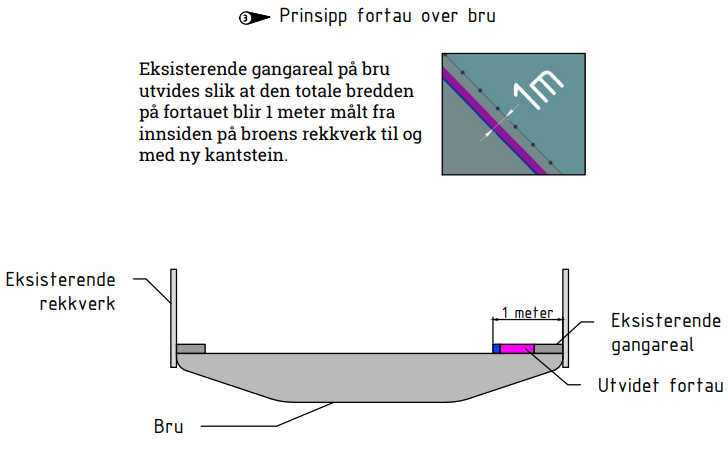 3 Prinsipp fortau over bru
Eksisterende gangareal på bru
utvides slik at den totale bredden
på fortauet blir 1 meter målt fra
innsiden på broens rekkverk til og
med ny kantstein.
1m
Eksisterende
rekkverk
1 meter
Eksisterende
gangareal
Utvidet fortau
Bru